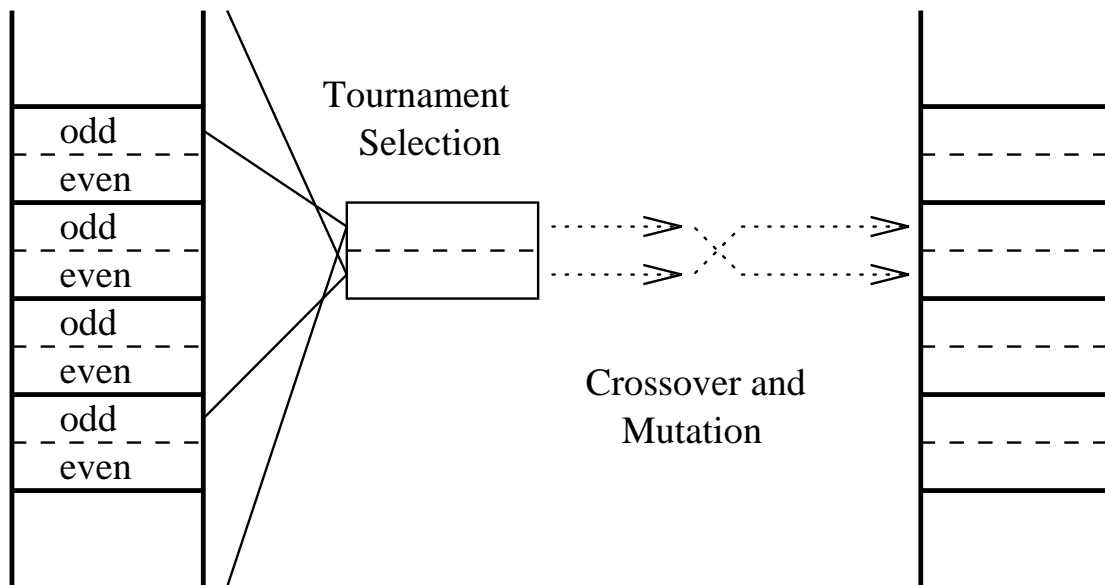 Tournament
Selection
odd
even
odd
even
odd
even
odd
even
Crossover and
Mutation